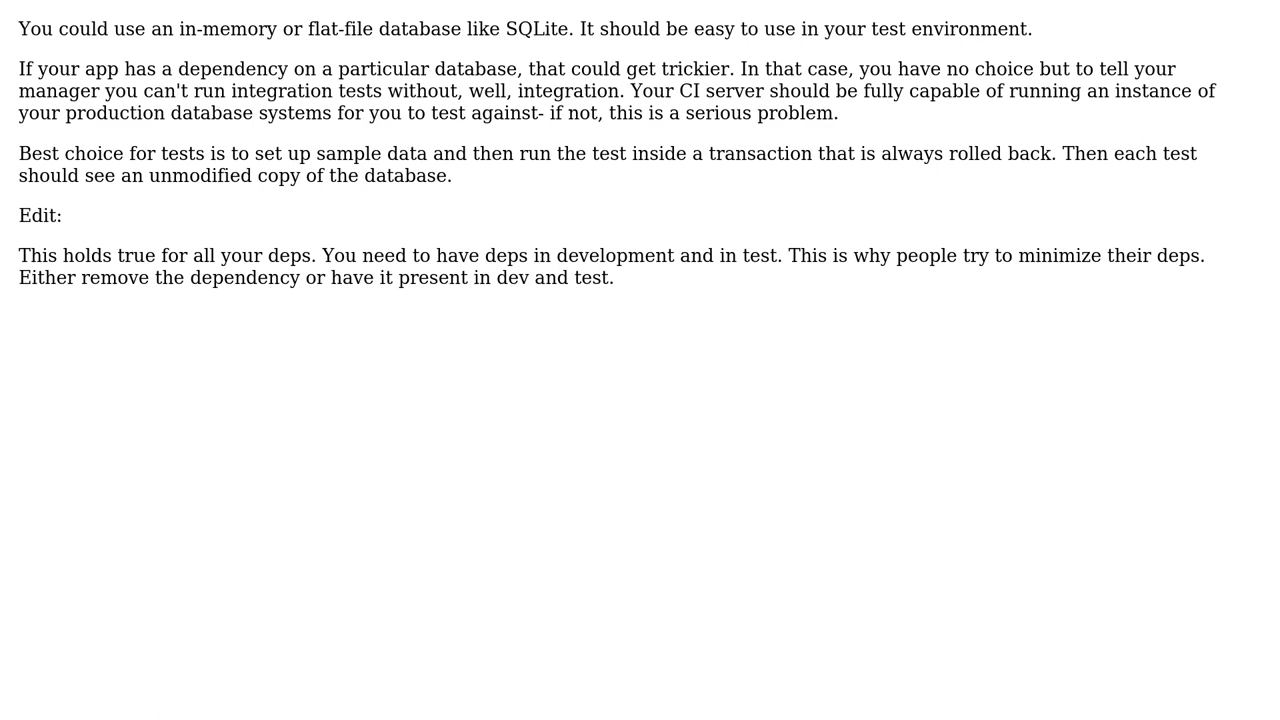 You could use an in-memory or flat-file database like SQLite. It should be easy to use in your test environment.
If your app has a dependency on a particular database, that could get trickier. In that case, you have no choice but to tell your
manager you can't run integration tests without, well, integration. Your CI server should be fully capable of running an instance of
your production database systems for you to test against- if not, this is a serious problem.
Best choice for tests is to set up sample data and then run the test inside a transaction that is always rolled back. Then each test
should see an unmodified copy of the database.
Edit:
This holds true for all your deps. You need to have deps in development and in test. This is why people try to minimize their deps.
Either remove the dependency or have it present in dev and test.